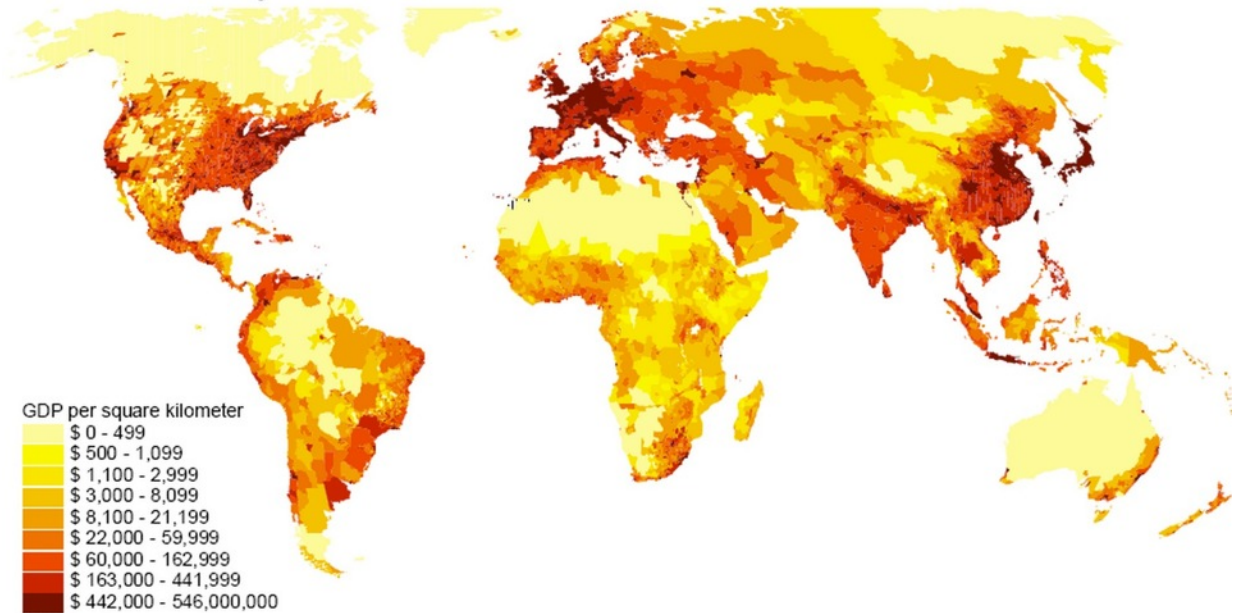 GDP per square kilometer
$ 0 - 499
$ 500 - 1,099
$ 1,100 - 2,999
$ 3,000 - 8,099
$ 8,100 - 21,199
$ 22,000 - 59,999
$ 60,000 - 162,999
$ 163,000 - 441,999
$ 442,000 - 546,000,000